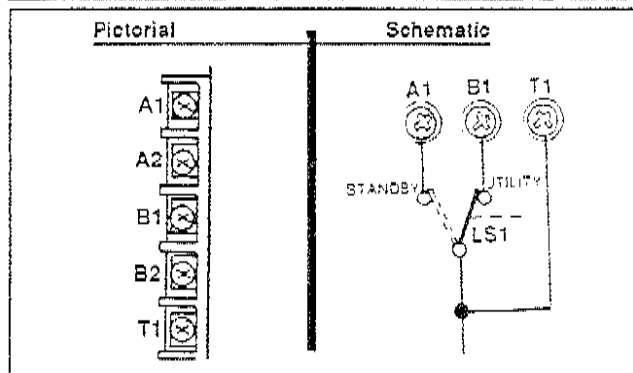 Pictorial
Schematic
A1
A2
B1
B2
T1
A1 B1 T1
STANDBY UTILITY
LS1